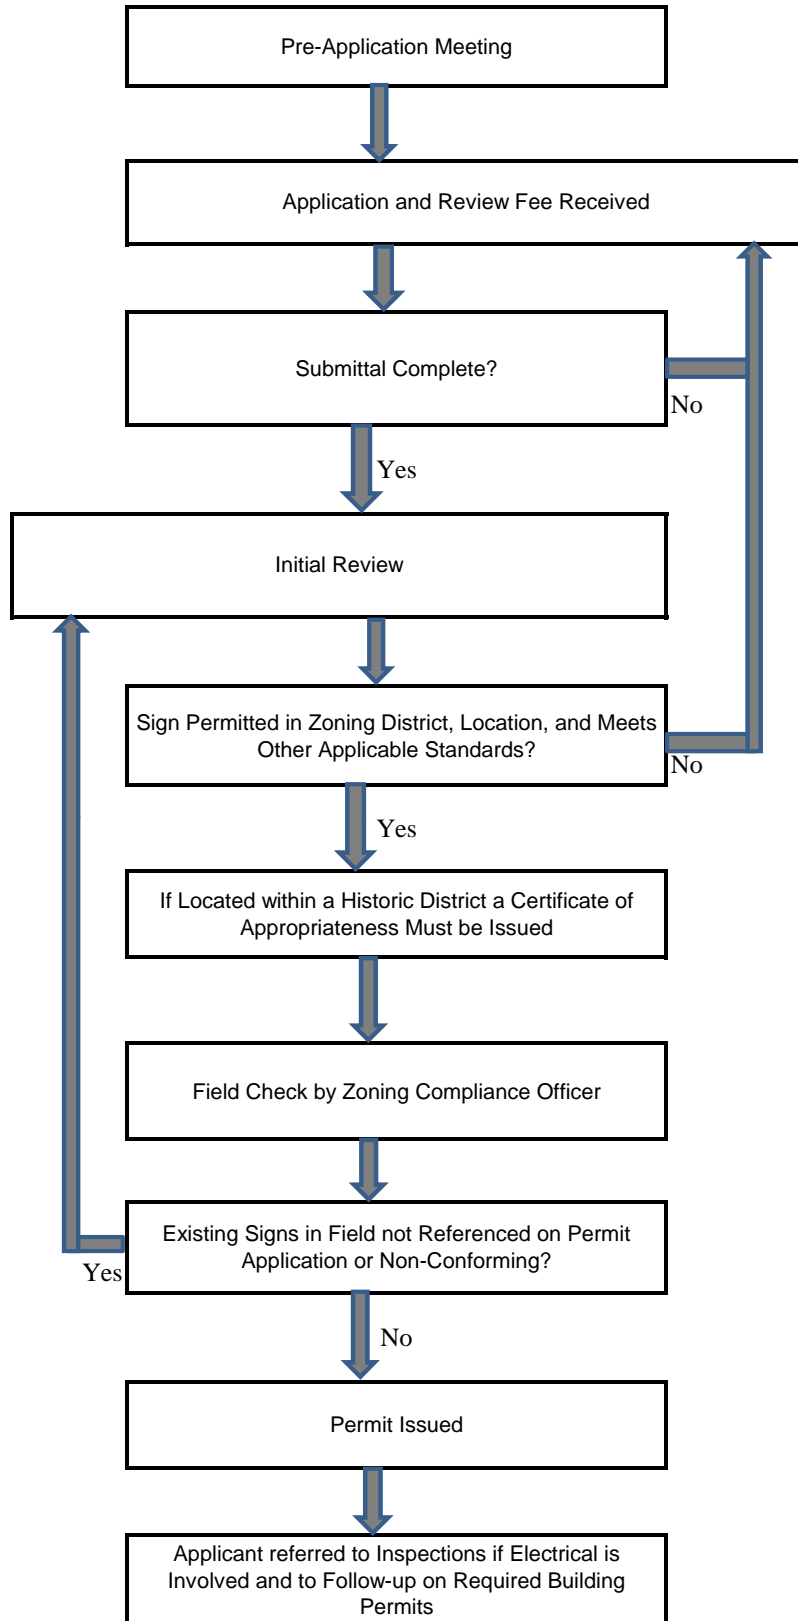 Pre-Application Meeting
Application and Review Fee Received
Submittal Complete?
No
Yes
Initial Review
Sign Permitted in Zoning District, Location, and Meets
Other Applicable Standards?
No
Yes
If Located within a Historic District a Certificate of
Appropriateness Must be Issued
Field Check by Zoning Compliance Officer
Existing Signs in Field not Referenced on Permit
Application or Non-Conforming?
Yes
No
Permit Issued
Applicant referred to Inspections if Electrical is
Involved and to Follow-up on Required Building
Permits